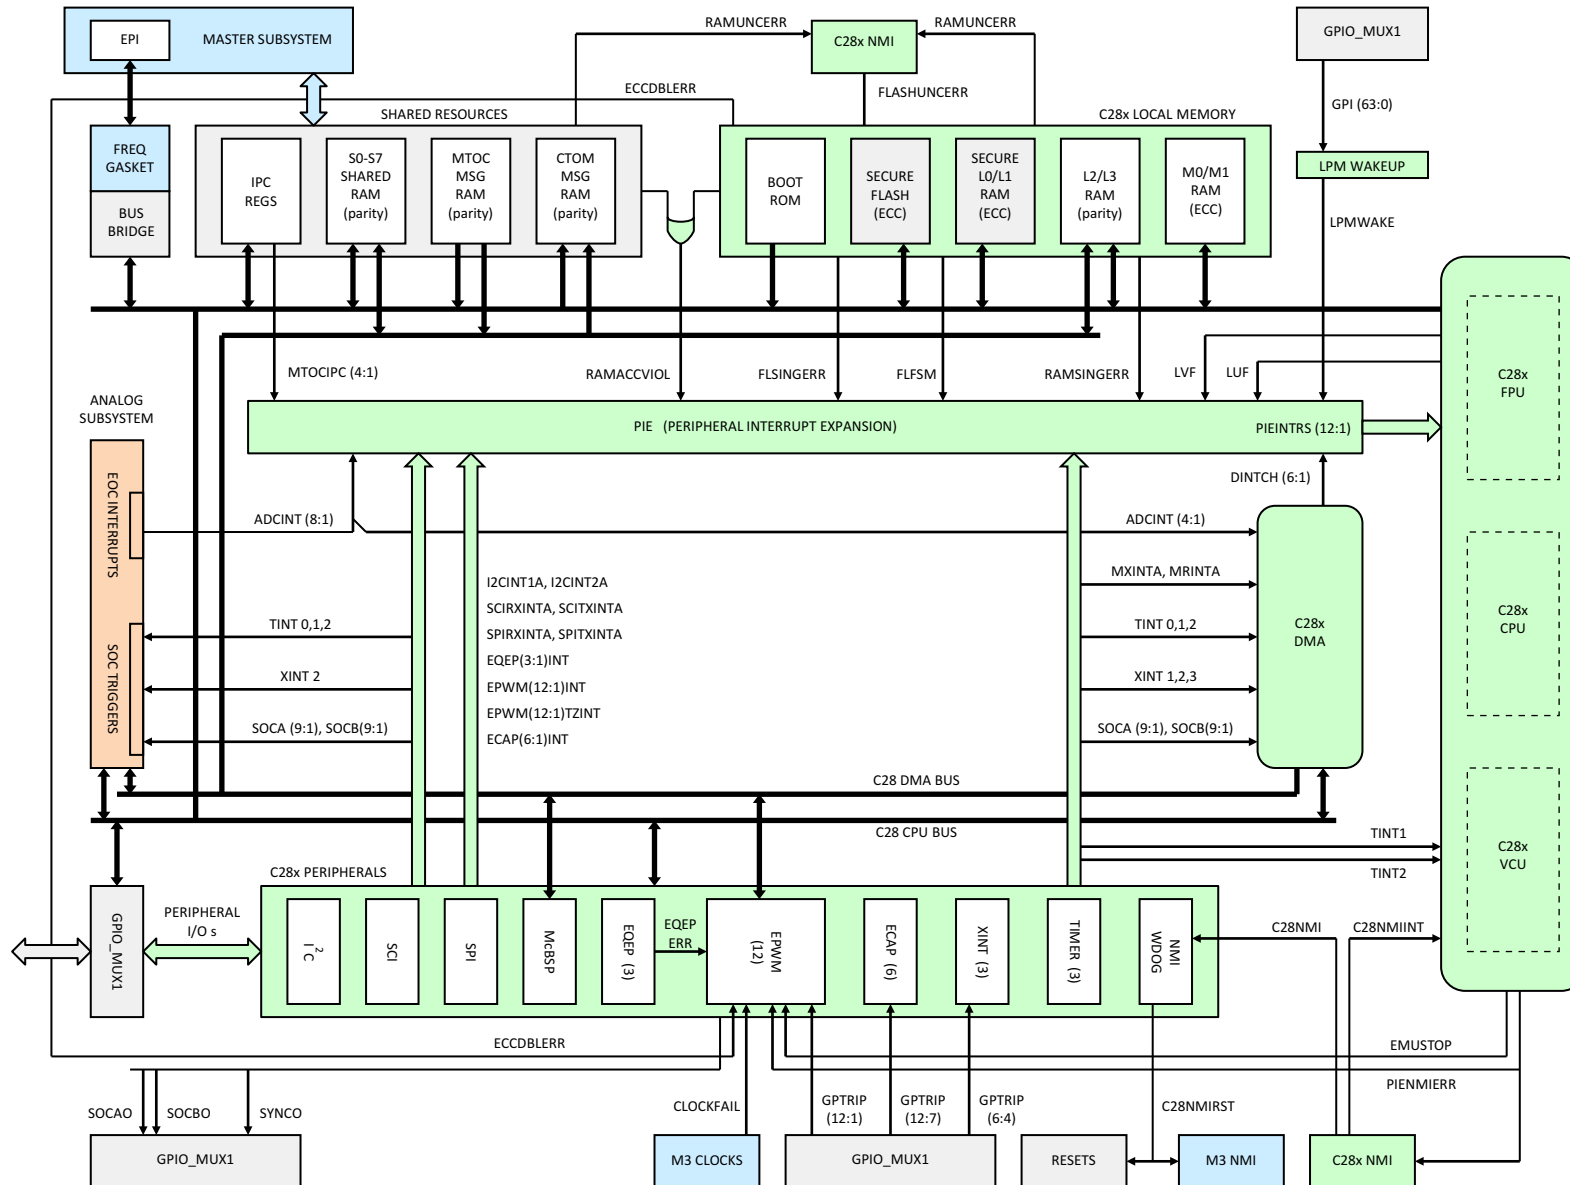 EPI
MASTER SUBSYSTEM
RAMUNCERR
C28x NMI
RAMUNCERR
GPIO_MUX1
ECCDBLERR
FLASHUNCERR
GPI (63:0)
SHARED RESOURCES
C28x LOCAL MEMORY
FREQ
GASKET
BUS
BRIDGE
IPC
REGS
S0-S7
SHARED
RAM
(parity)
MTOC
MSG
RAM
(parity)
CTOM
MSG
RAM
(parity)
BOOT
ROM
SECURE
FLASH
(ECC)
SECURE
L0/L1
RAM
(ECC)
L2/L3
RAM
(parity)
M0/M1
RAM
(ECC)
LPM WAKEUP
LPMWAKE
MTOCIPC (4:1)
RAMACCVIOL
FLSINGERR
FLFSM
RAMSINGERR
LVF
LUF
C28x
FPU
ANALOG
SUBSYSTEM
PIE (PERIPHERAL INTERRUPT EXPANSION)
PIEINTRS (12:1)
DINTCH (6:1)
EOC INTERRUPTS
ADCINT (8:1)
ADCINT (4:1)
I2CINT1A, I2CINT2A
SCIRXINTA, SCITXINTA
SPIRXINTA, SPITXINTA
EQEP(3:1)INT
EPWM(12:1)INT
EPWM(12:1)TZINT
ECAP(6:1)INT
MXINTA, MRINTA
C28x
DMA
C28x
CPU
SOC TRIGGERS
TINT 0,1,2
TINT 0,1,2
XINT 2
XINT 1,2,3
SOCA (9:1), SOCB(9:1)
SOCA (9:1), SOCB(9:1)
C28 DMA BUS
C28 CPU BUS
TINT1
TINT2
C28x
VCU
C28x PERIPHERALS
GPIO_MUX1
PERIPHERAL
I/O s
I2C
SCI
SPI
McBSP
EQEP (3)
EQEP
ERR
EPWM
(12)
ECAP (6)
XINT (3)
TIMER (3)
NMI
WDOG
C28NMI
C28NMIINT
ECCDBLERR
EMUSTOP
PIENMIERR
SOCAO
SOCBO
SYNCO
CLOCKFAIL
GPTRIP
(12:1)
GPTRIP
(12:7)
GPTRIP
(6:4)
C28NMIRST
GPIO_MUX1
M3 CLOCKS
GPIO_MUX1
RESETS
M3 NMI
C28x NMI